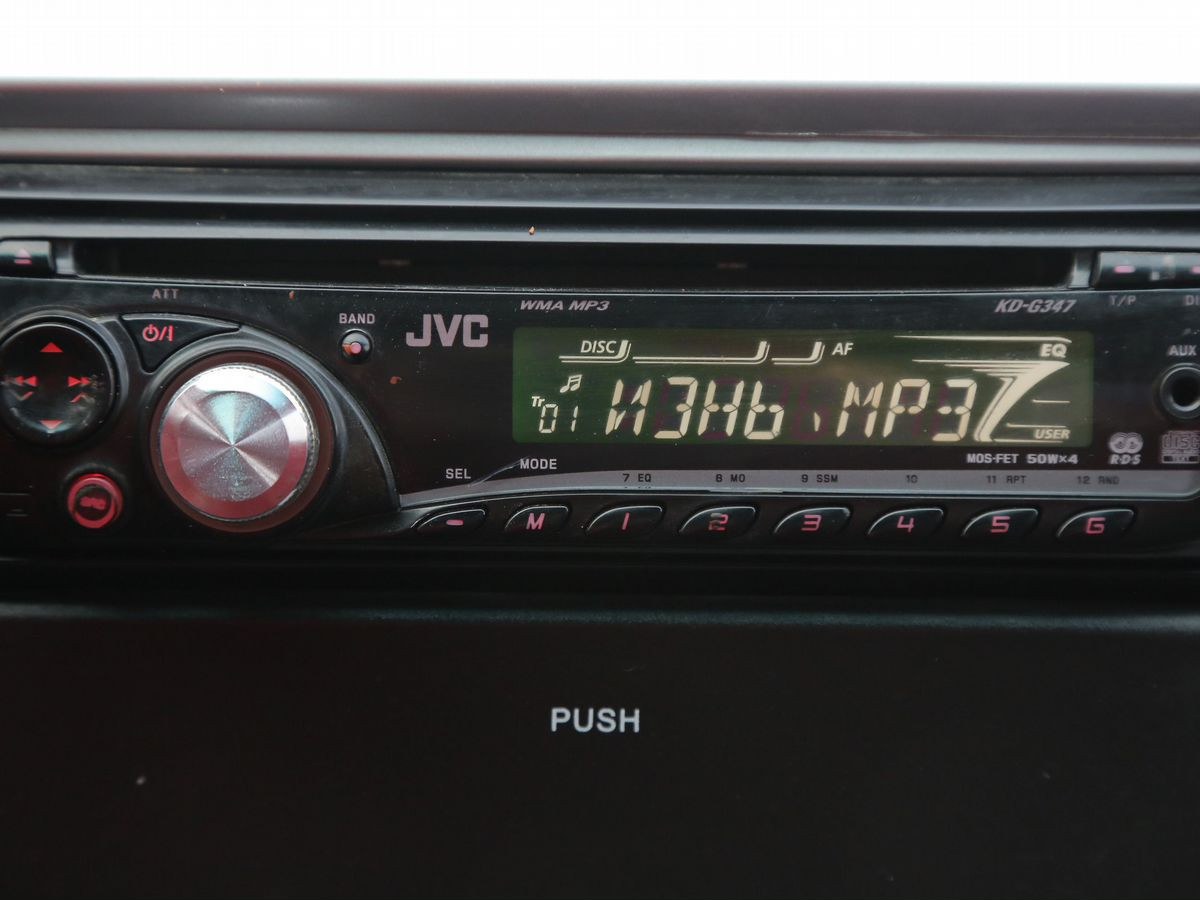 ATT
BAND
JVC
WMA MP3
KD-G347
T/P
AUX
DISC
AF
EQ
Tr 01 ИЗНЬ.MP3
USER
MOS-FET 50W×4
R·D·S
SEL
MODE
7 EQ 8 MO 9 SSM 10 11 RPT 12 RND
M 1 2 3 4 5 6
PUSH